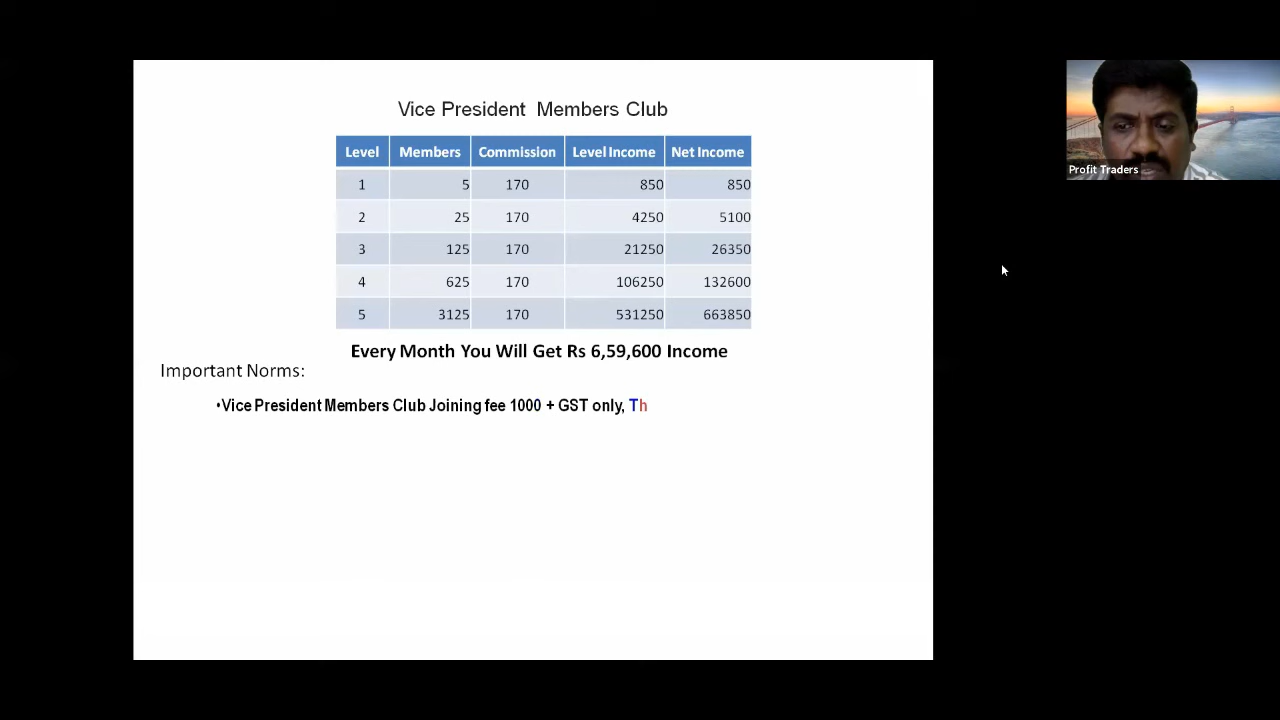 Vice President Members Club
Level Members Commission Level Income Net Income
1 5 170 850 850
2 25 170 4250 5100
3 125 170 21250 26350
4 625 170 106250 132600
5 3125 170 531250 663850
Every Month You Will Get Rs 6,59,600 Income
Important Norms:
•Vice President Members Club Joining fee 1000 + GST only, Th
Profit Traders